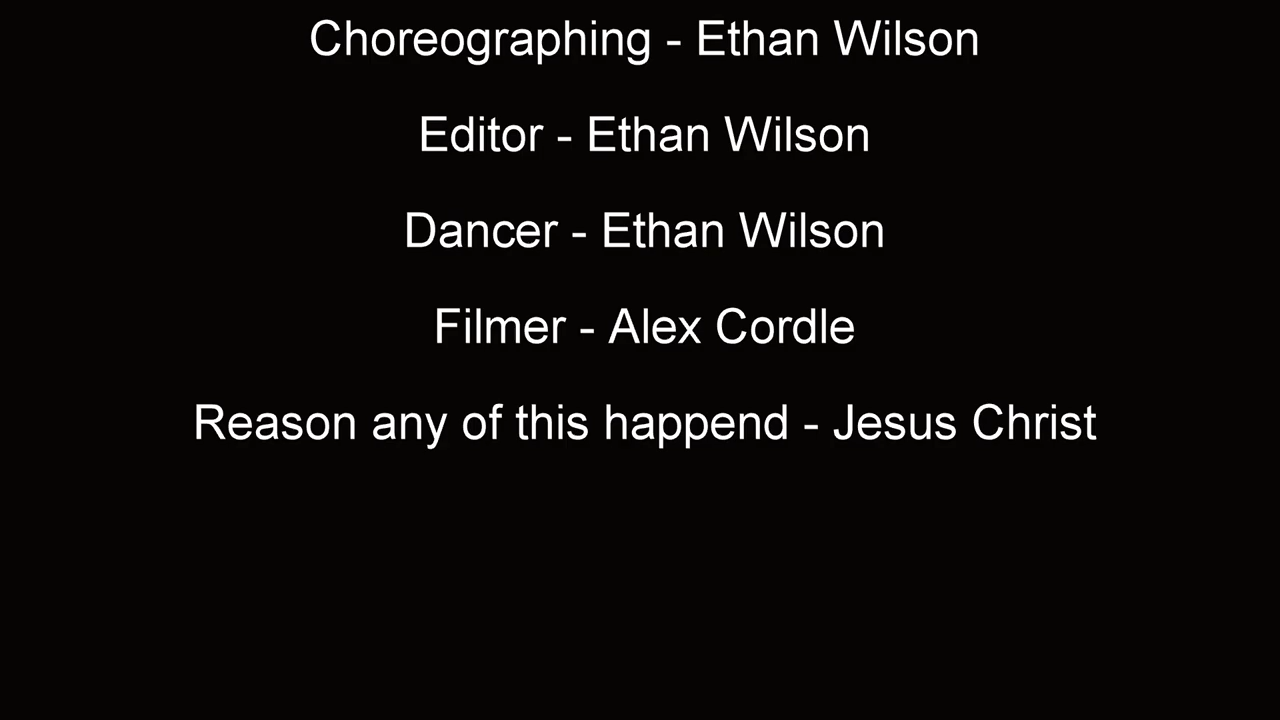 Choreographing - Ethan Wilson
Editor - Ethan Wilson
Dancer - Ethan Wilson
Filmer - Alex Cordle
Reason any of this happend - Jesus Christ